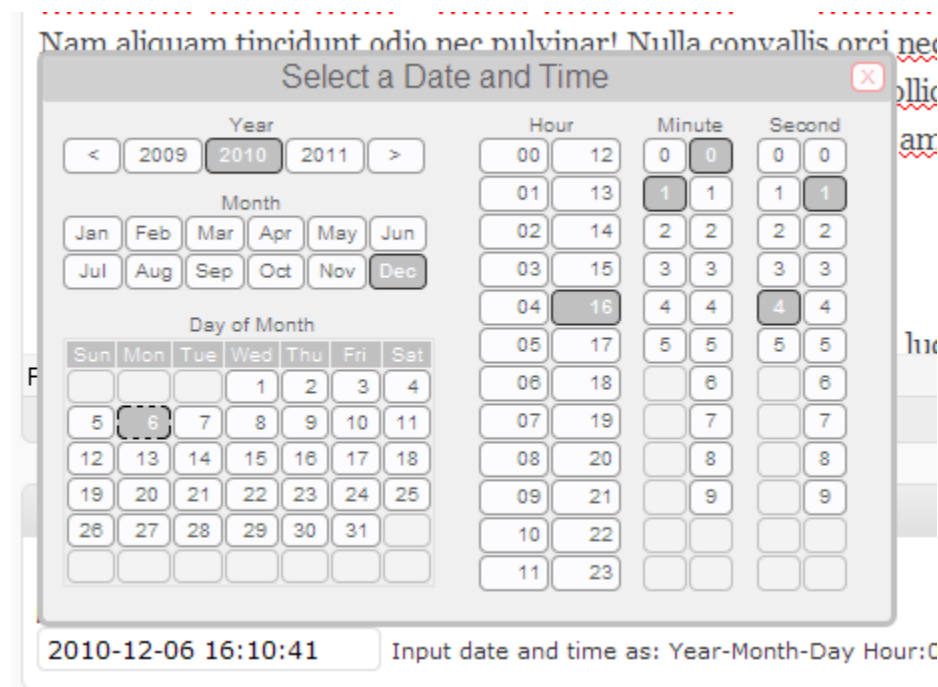 Nam aliquam tincidunt odio nec pulvinar! Nulla convallis orci nec
Select a Date and Time X
Year
< 2009 2010 2011 >
Month
Jan Feb Mar Apr May Jun
Jul Aug Sep Oct Nov Dec
Day of Month
Sun Mon Tue Wed Thu Fri Sat
1 2 3 4
5 6 7 8 9 10 11
12 13 14 15 16 17 18
19 20 21 22 23 24 25
26 27 28 29 30 31
Hour Minute Second
00 12 0 0 0 0
01 13 1 1 1 1
02 14 2 2 2 2
03 15 3 3 3 3
04 16 4 4 4 4
05 17 5 5 5 5
06 18 6 6
07 19 7 7
08 20 8 8
09 21 9 9
10 22
11 23
am
2010-12-06 16:10:41 Input date and time as: Year-Month-Day Hour: